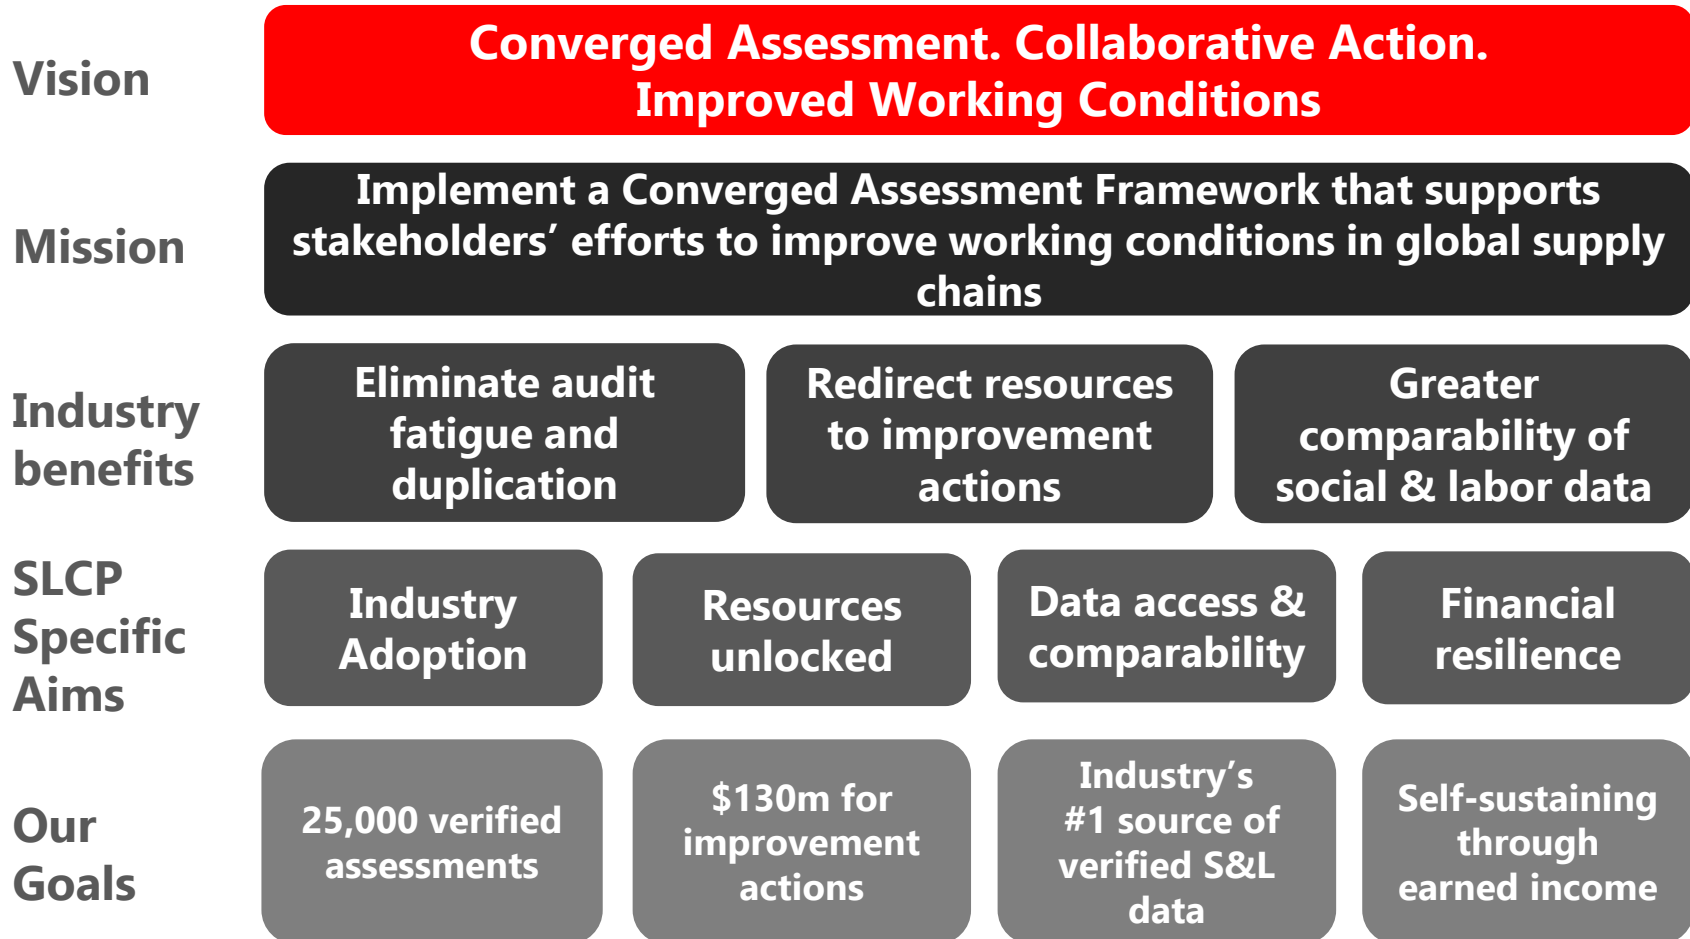 Vision
Converged Assessment. Collaborative Action.
Improved Working Conditions
Mission
Implement a Converged Assessment Framework that supports
stakeholders’ efforts to improve working conditions in global supply
chains
Industry
benefits
Eliminate audit
fatigue and
duplication
Redirect resources
to improvement
actions
Greater
comparability of
social & labor data
SLCP
Specific
Aims
Industry
Adoption
Resources
unlocked
Data access &
comparability
Financial
resilience
Our
Goals
25,000 verified
assessments
$130m for
improvement
actions
Industry’s
#1 source of
verified S&L
data
Self-sustaining
through
earned income